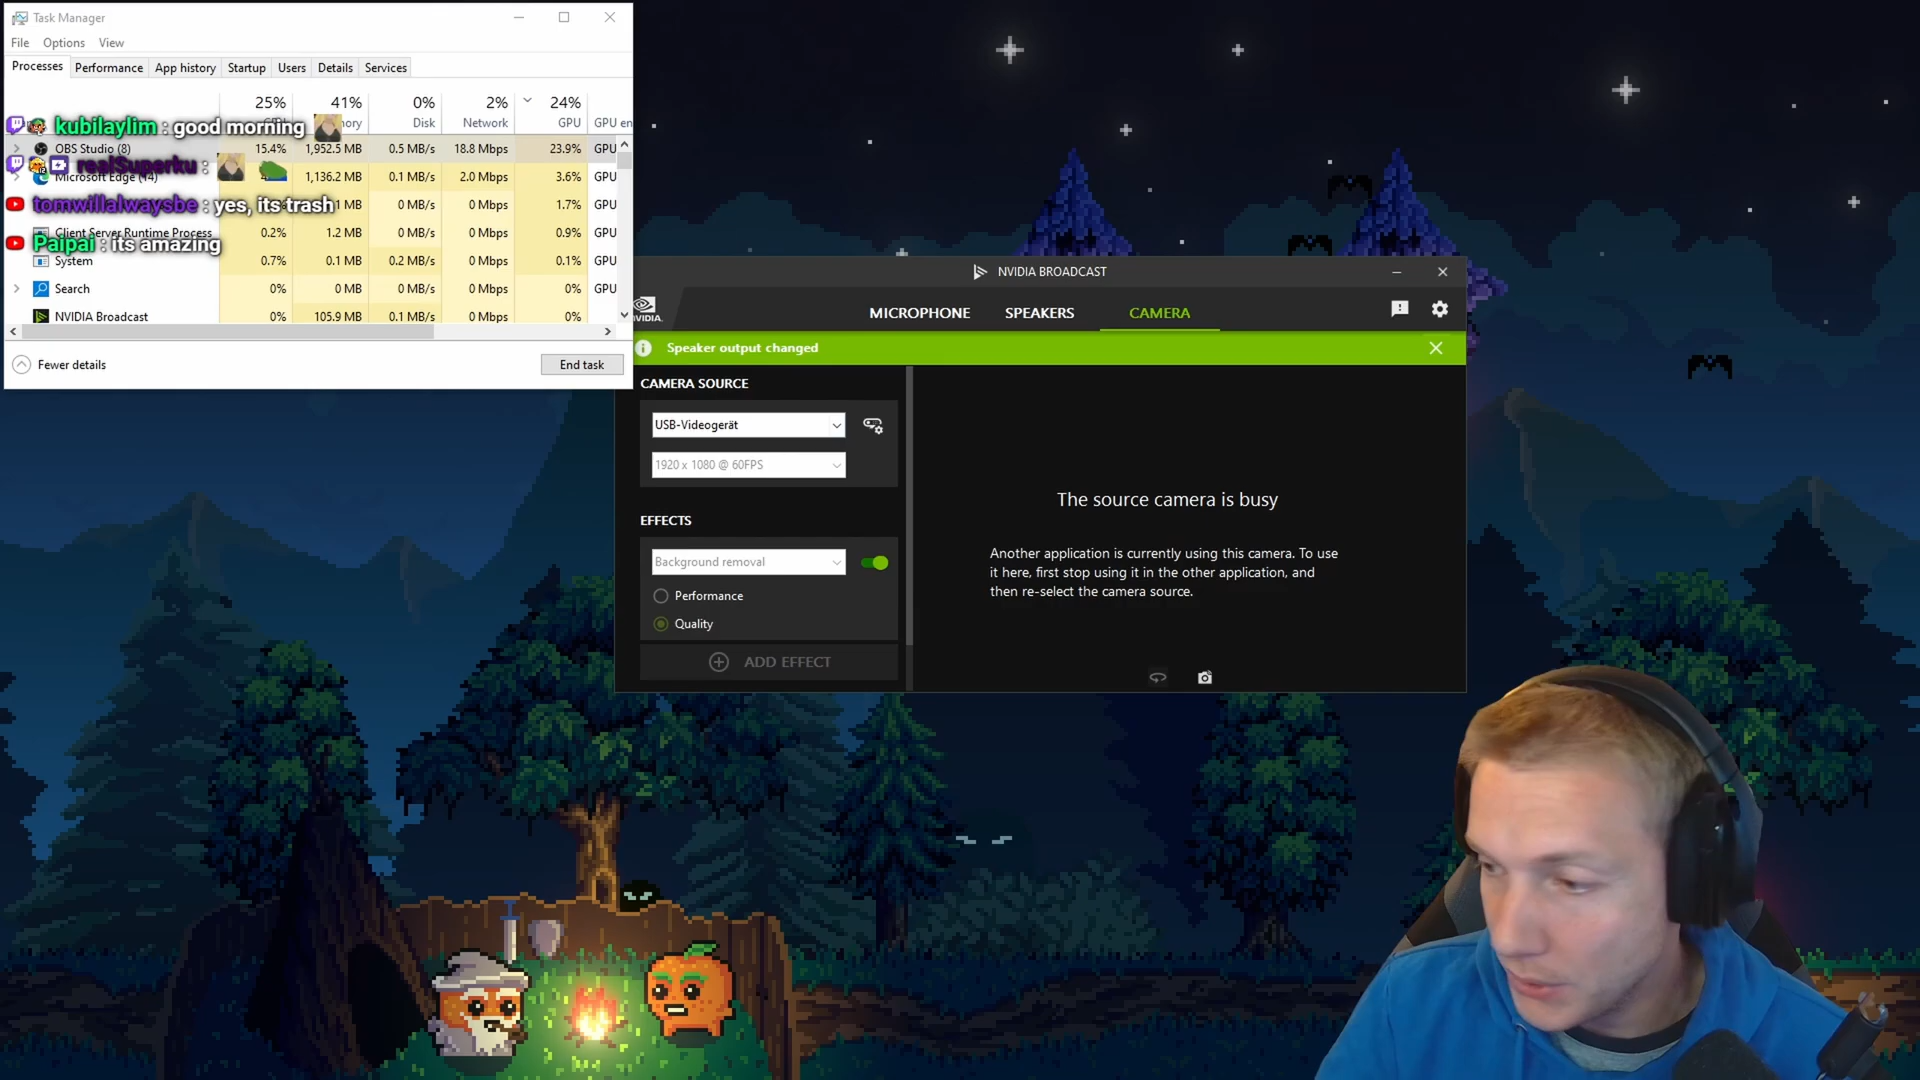 Task Manager
File Options View
Processes Performance App history Startup Users Details Services
25% 41% 0% 2% 24%
Disk Network GPU GPU en
kubilaylim : good morning
OBS Studio (8) 15.4% 1,952.5 MB 0.5 MB/s 18.8 Mbps 23.9% GPU
realSuperku :
Microsoft Edge (14) 1,136.2 MB 0.1 MB/s 2.0 Mbps 3.6% GPU
tomwillalwaysbe : yes, its trash
MB 0 MB/s 0 Mbps 1.7% GPU
Client Server Runtime Process 0.2% 1.2 MB 0 MB/s 0 Mbps 0.9% GPU
Paipai : its amazing
System 0.7% 0.1 MB 0.2 MB/s 0 Mbps 0.1% GPU
Search 0% 0 MB 0 MB/s 0 Mbps 0% GPU
NVIDIA Broadcast 0% 105.9 MB 0.1 MB/s 0 Mbps 0%
Fewer details End task
NVIDIA BROADCAST
MICROPHONE SPEAKERS CAMERA
Speaker output changed
CAMERA SOURCE
USB-Videogerät
1920 x 1080 @ 60FPS
EFFECTS
Background removal
Performance
Quality
ADD EFFECT
The source camera is busy
Another application is currently using this camera. To use
it here, first stop using it in the other application, and
then re-select the camera source.